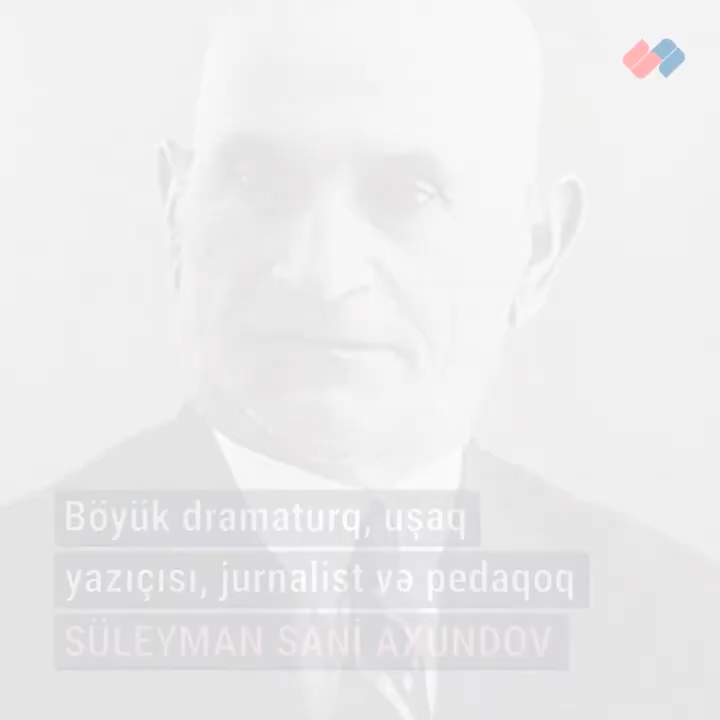 Böyük dramaturq, uşaq
yazıçısı, jurnalist və pedaqoq
SÜLEYMAN SANİ AXUNDOV